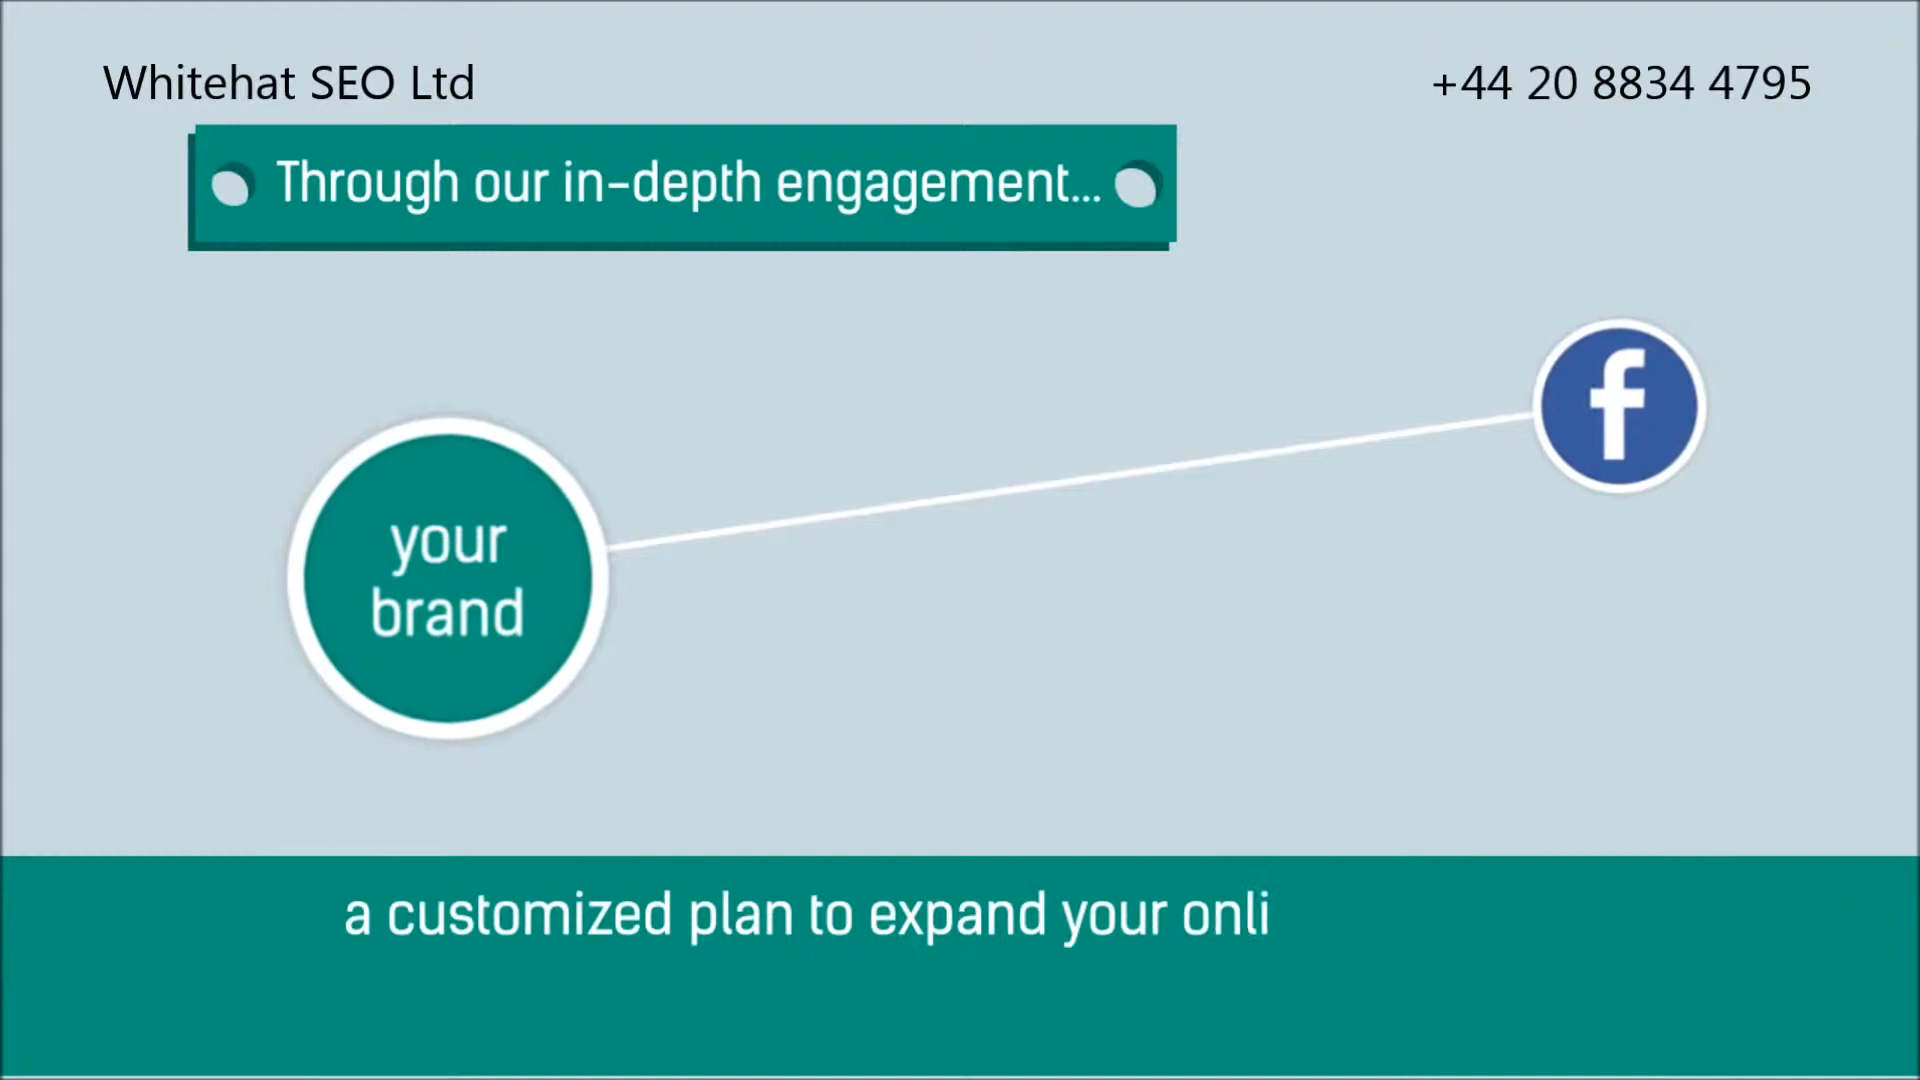 Whitehat SEO Ltd
+44 20 8834 4795
Through our in-depth engagement...
f
your
brand
a customized plan to expand your onli